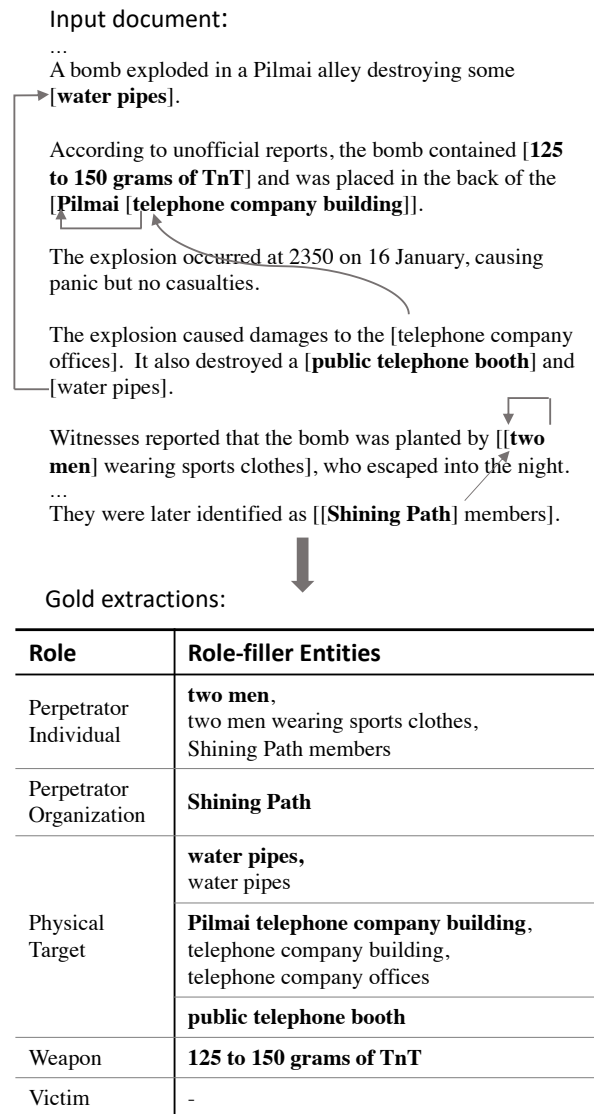 Input document:
...
A bomb exploded in a Pilmai alley destroying some
[water pipes].
According to unofficial reports, the bomb contained [125
to 150 grams of TnT] and was placed in the back of the
[Pilmai [telephone company building]].
The explosion occurred at 2350 on 16 January, causing
panic but no casualties.
The explosion caused damages to the [telephone company
offices]. It also destroyed a [public telephone booth] and
[water pipes].
Witnesses reported that the bomb was planted by [[two
men] wearing sports clothes], who escaped into the night.
...
They were later identified as [[Shining Path] members].
Gold extractions:
Role
Role-filler Entities
Perpetrator
Individual
two men,
two men wearing sports clothes,
Shining Path members
Perpetrator
Organization
Shining Path
Physical
Target
water pipes,
water pipes
Pilmai telephone company building,
telephone company building,
telephone company offices
public telephone booth
Weapon
125 to 150 grams of TnT
Victim
-